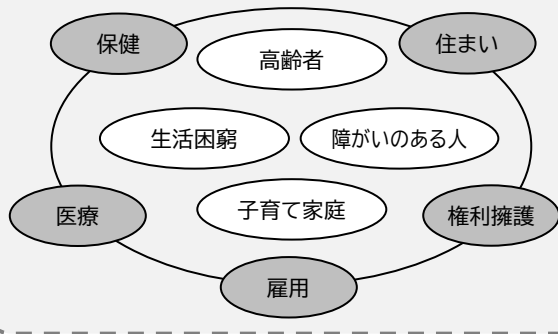 保健
住まい
高齢者
生活困窮
障がいのある人
医療
子育て家庭
権利擁護
雇用